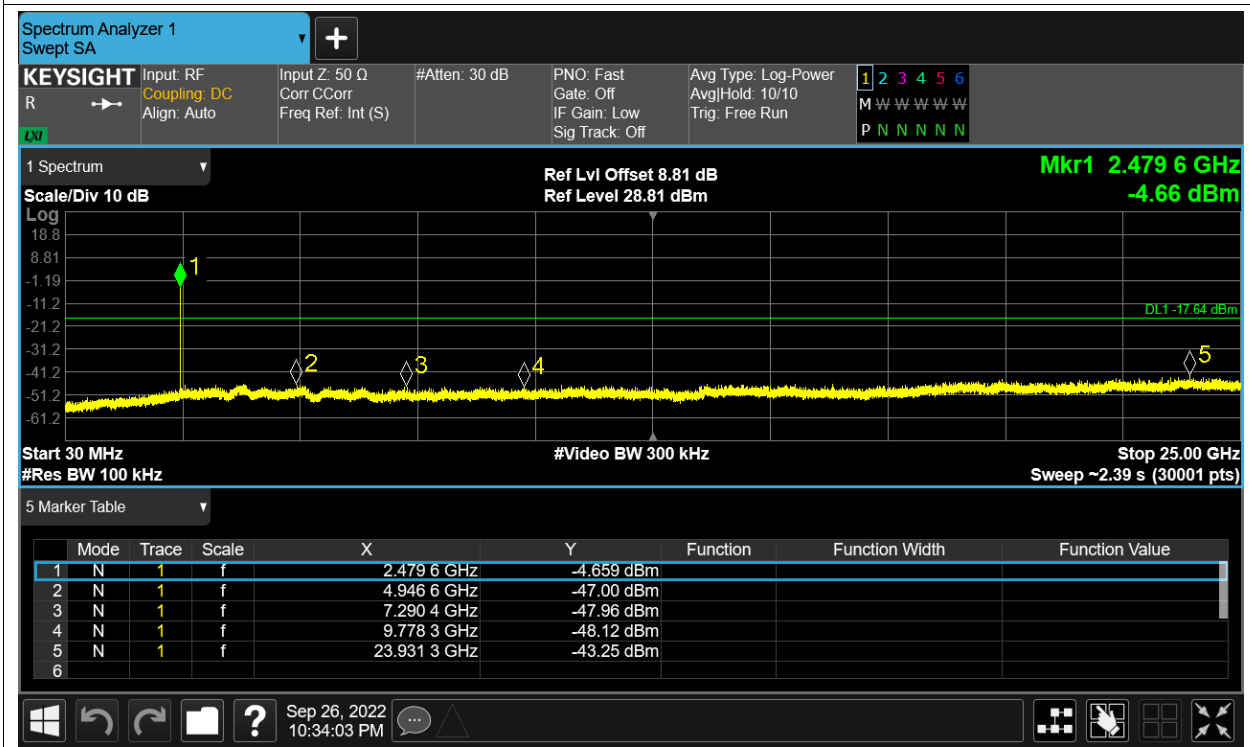 Spectrum Analyzer 1
Swept SA
+
KEYSIGHT Input: RF Input Z: 50 Ω #Atten: 30 dB PNO: Fast Avg Type: Log-Power 1 2 3 4 5 6
R Coupling: DC Corr CCorr Gate: Off Avg|Hold: 10/10 M W W W W W
Align: Auto Freq Ref: Int (S) IF Gain: Low Trig: Free Run
LXI Sig Track: Off P N N N N N
1 Spectrum Ref Lvl Offset 8.81 dB Mkr1 2.479 6 GHz
Scale/Div 10 dB Ref Level 28.81 dBm -4.66 dBm
Log
18.8
8.81
1
-1.19
-11.2
DL1 -17.64 dBm
-21.2
-31.2
2 3 4 5
-41.2
-51.2
-61.2
Start 30 MHz #Video BW 300 kHz Stop 25.00 GHz
#Res BW 100 kHz Sweep ~2.39 s (30001 pts)
5 Marker Table
Mode Trace Scale X Y Function Function Width Function Value
1 N 1 f 2.479 6 GHz -4.659 dBm
2 N 1 f 4.946 6 GHz -47.00 dBm
3 N 1 f 7.290 4 GHz -47.96 dBm
4 N 1 f 9.778 3 GHz -48.12 dBm
5 N 1 f 23.931 3 GHz -43.25 dBm
6
? Sep 26, 2022
10:34:03 PM